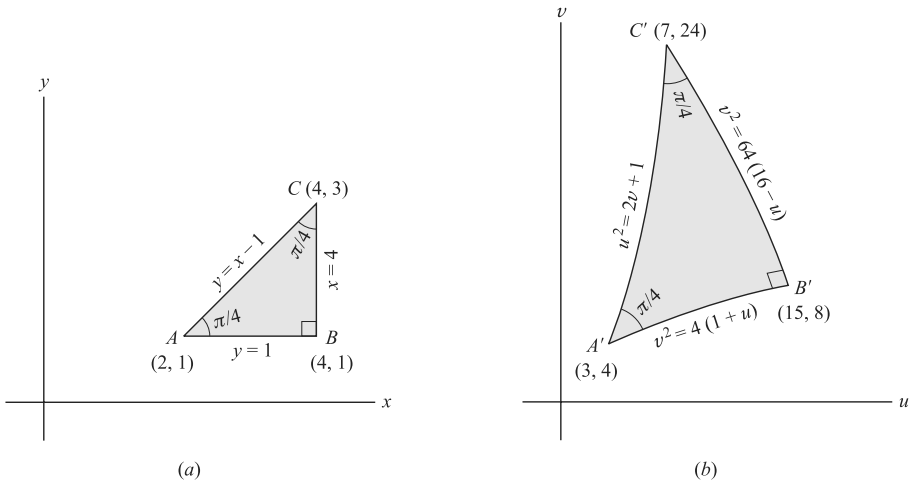 y
C (4, 3)
y = x − 1
π/4
x = 4
π/4
A
B
(2, 1)
y = 1
(4, 1)
x
(a)
v
C′ (7, 24)
π/4
v² = 64 (16 − u)
u² = 2v + 1
π/4
B′
(15, 8)
v² = 4 (1 + u)
A′
(3, 4)
u
(b)